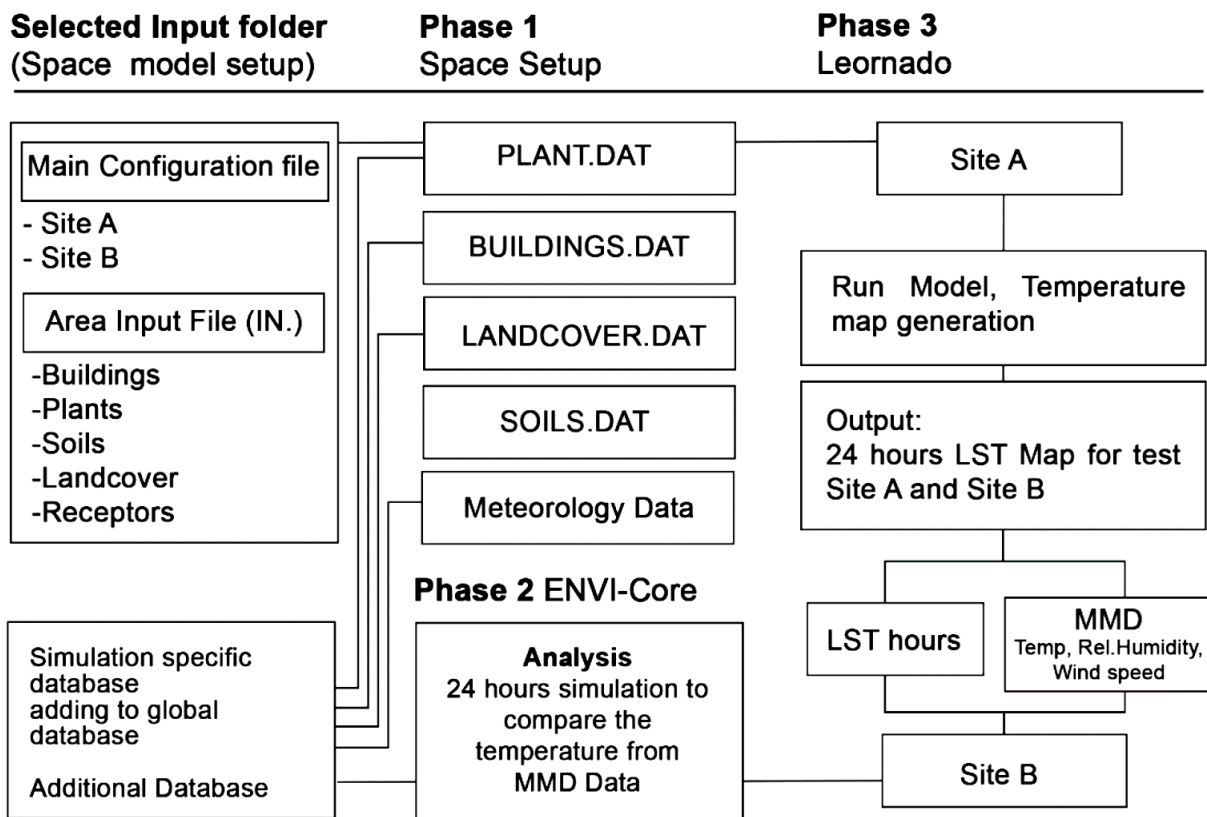 Selected Input folder
(Space model setup)
Phase 1
Space Setup
Phase 3
Leornado
Main Configuration file
- Site A
- Site B
Area Input File (IN.)
-Buildings
-Plants
-Soils
-Landcover
-Receptors
Simulation specific
database
adding to global
database
Additional Database
PLANT.DAT
BUILDINGS.DAT
LANDCOVER.DAT
SOILS.DAT
Meteorology Data
Phase 2 ENVI-Core
Analysis
24 hours simulation to
compare the
temperature from
MMD Data
Site A
Run Model, Temperature
map generation
Output:
24 hours LST Map for test
Site A and Site B
LST hours
MMD
Temp, Rel.Humidity,
Wind speed
Site B